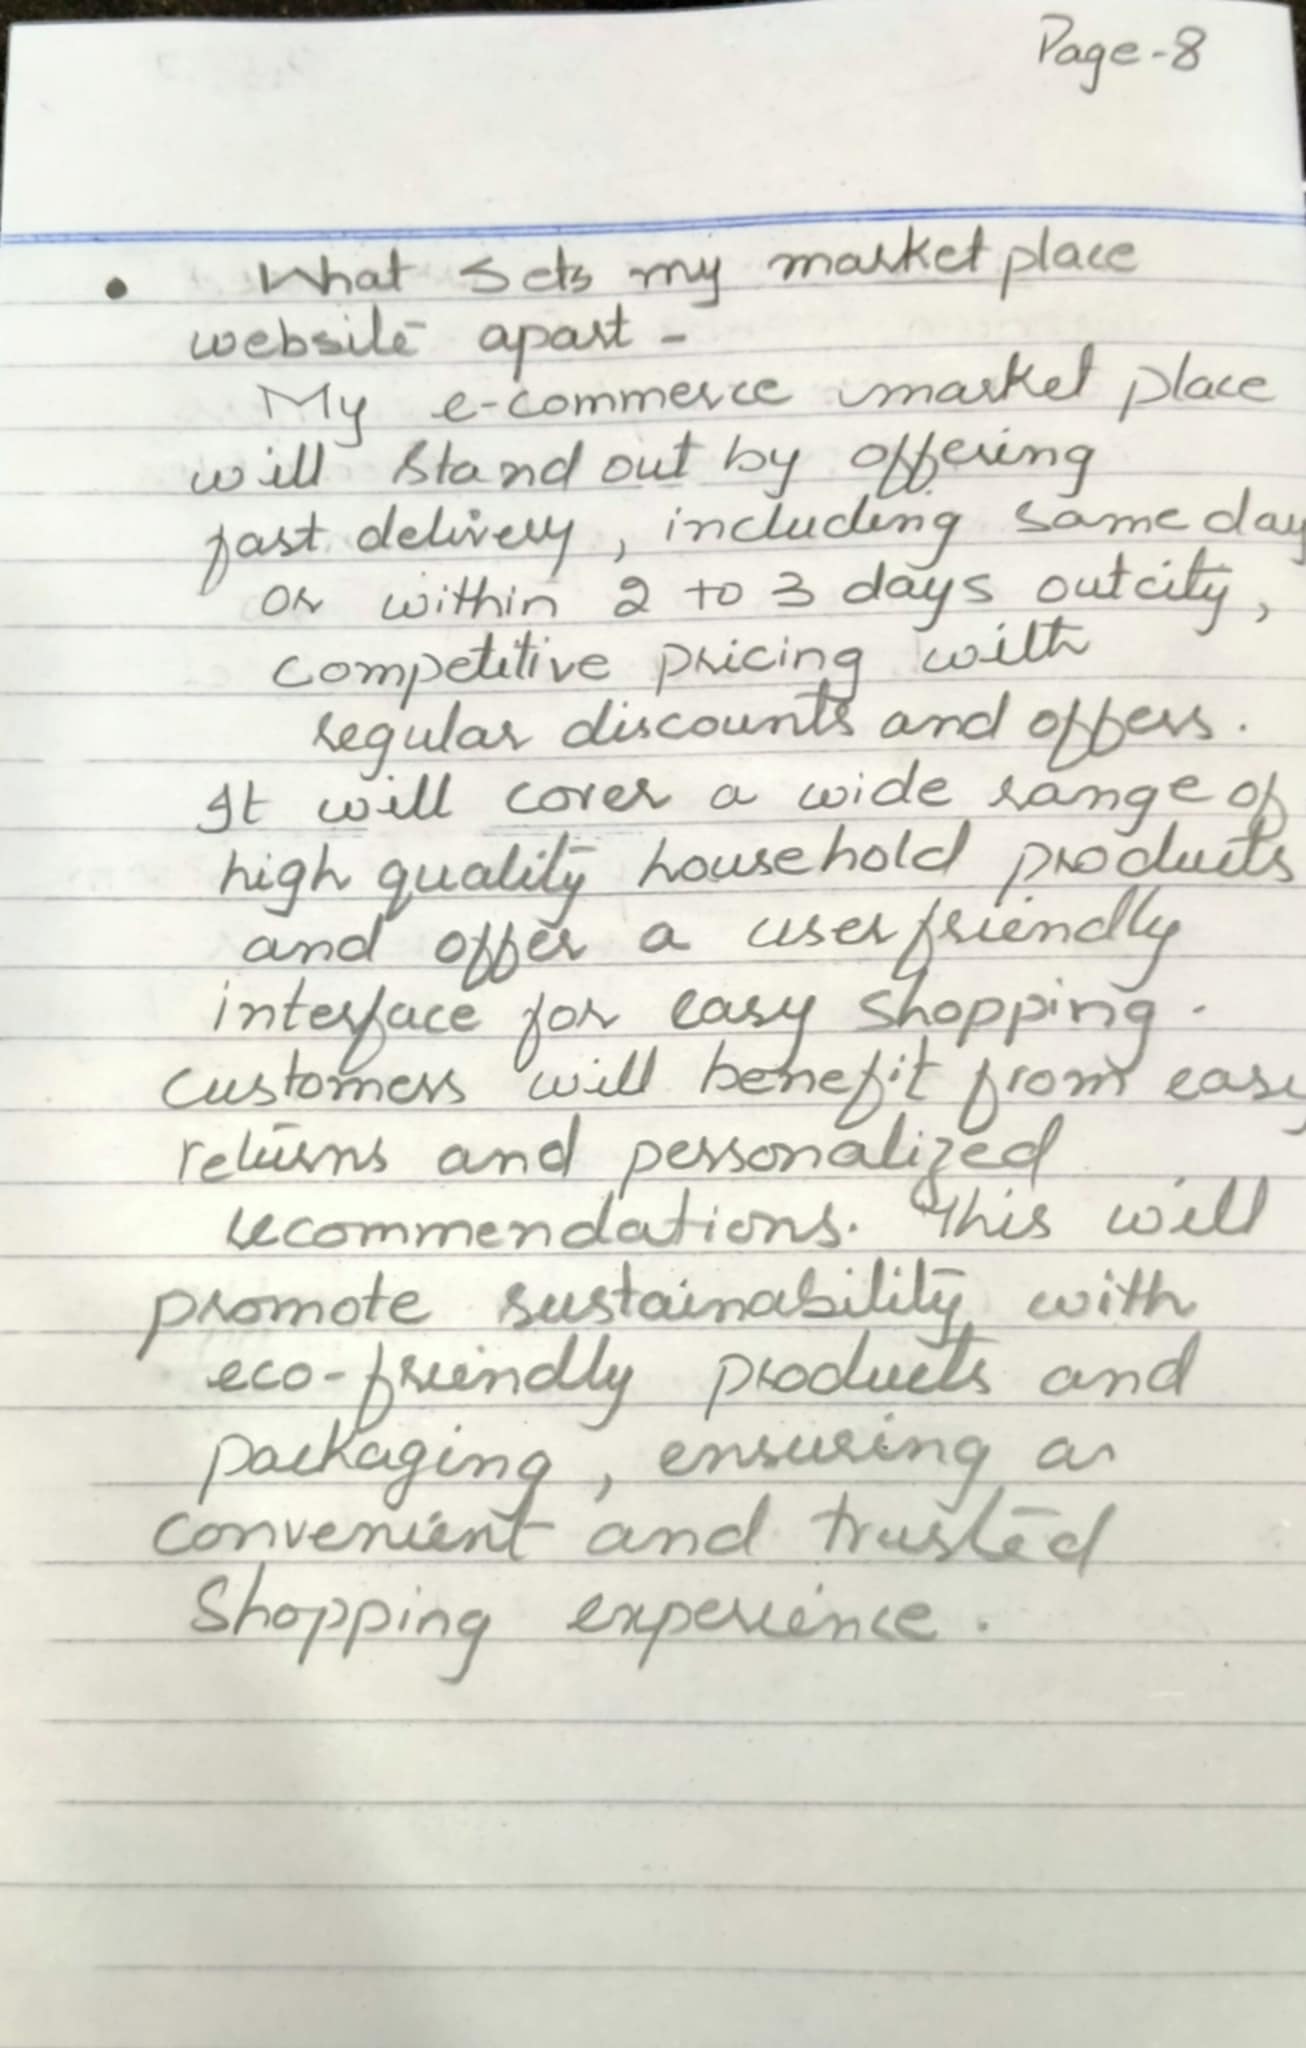 Page-8
• What sets my market place
website apart -
My e-commerce market place
will stand out by offering
fast delivery, including same day
or within 2 to 3 days outcity,
competitive pricing with
regular discounts and offers.
It will cover a wide range of
high quality household products
and offer a user friendly
interface for easy shopping.
customers will benefit from easy
returns and personalized
recommendations. This will
promote sustainability with
eco-friendly products and
packaging, ensuring a
convenient and trusted
shopping experience.